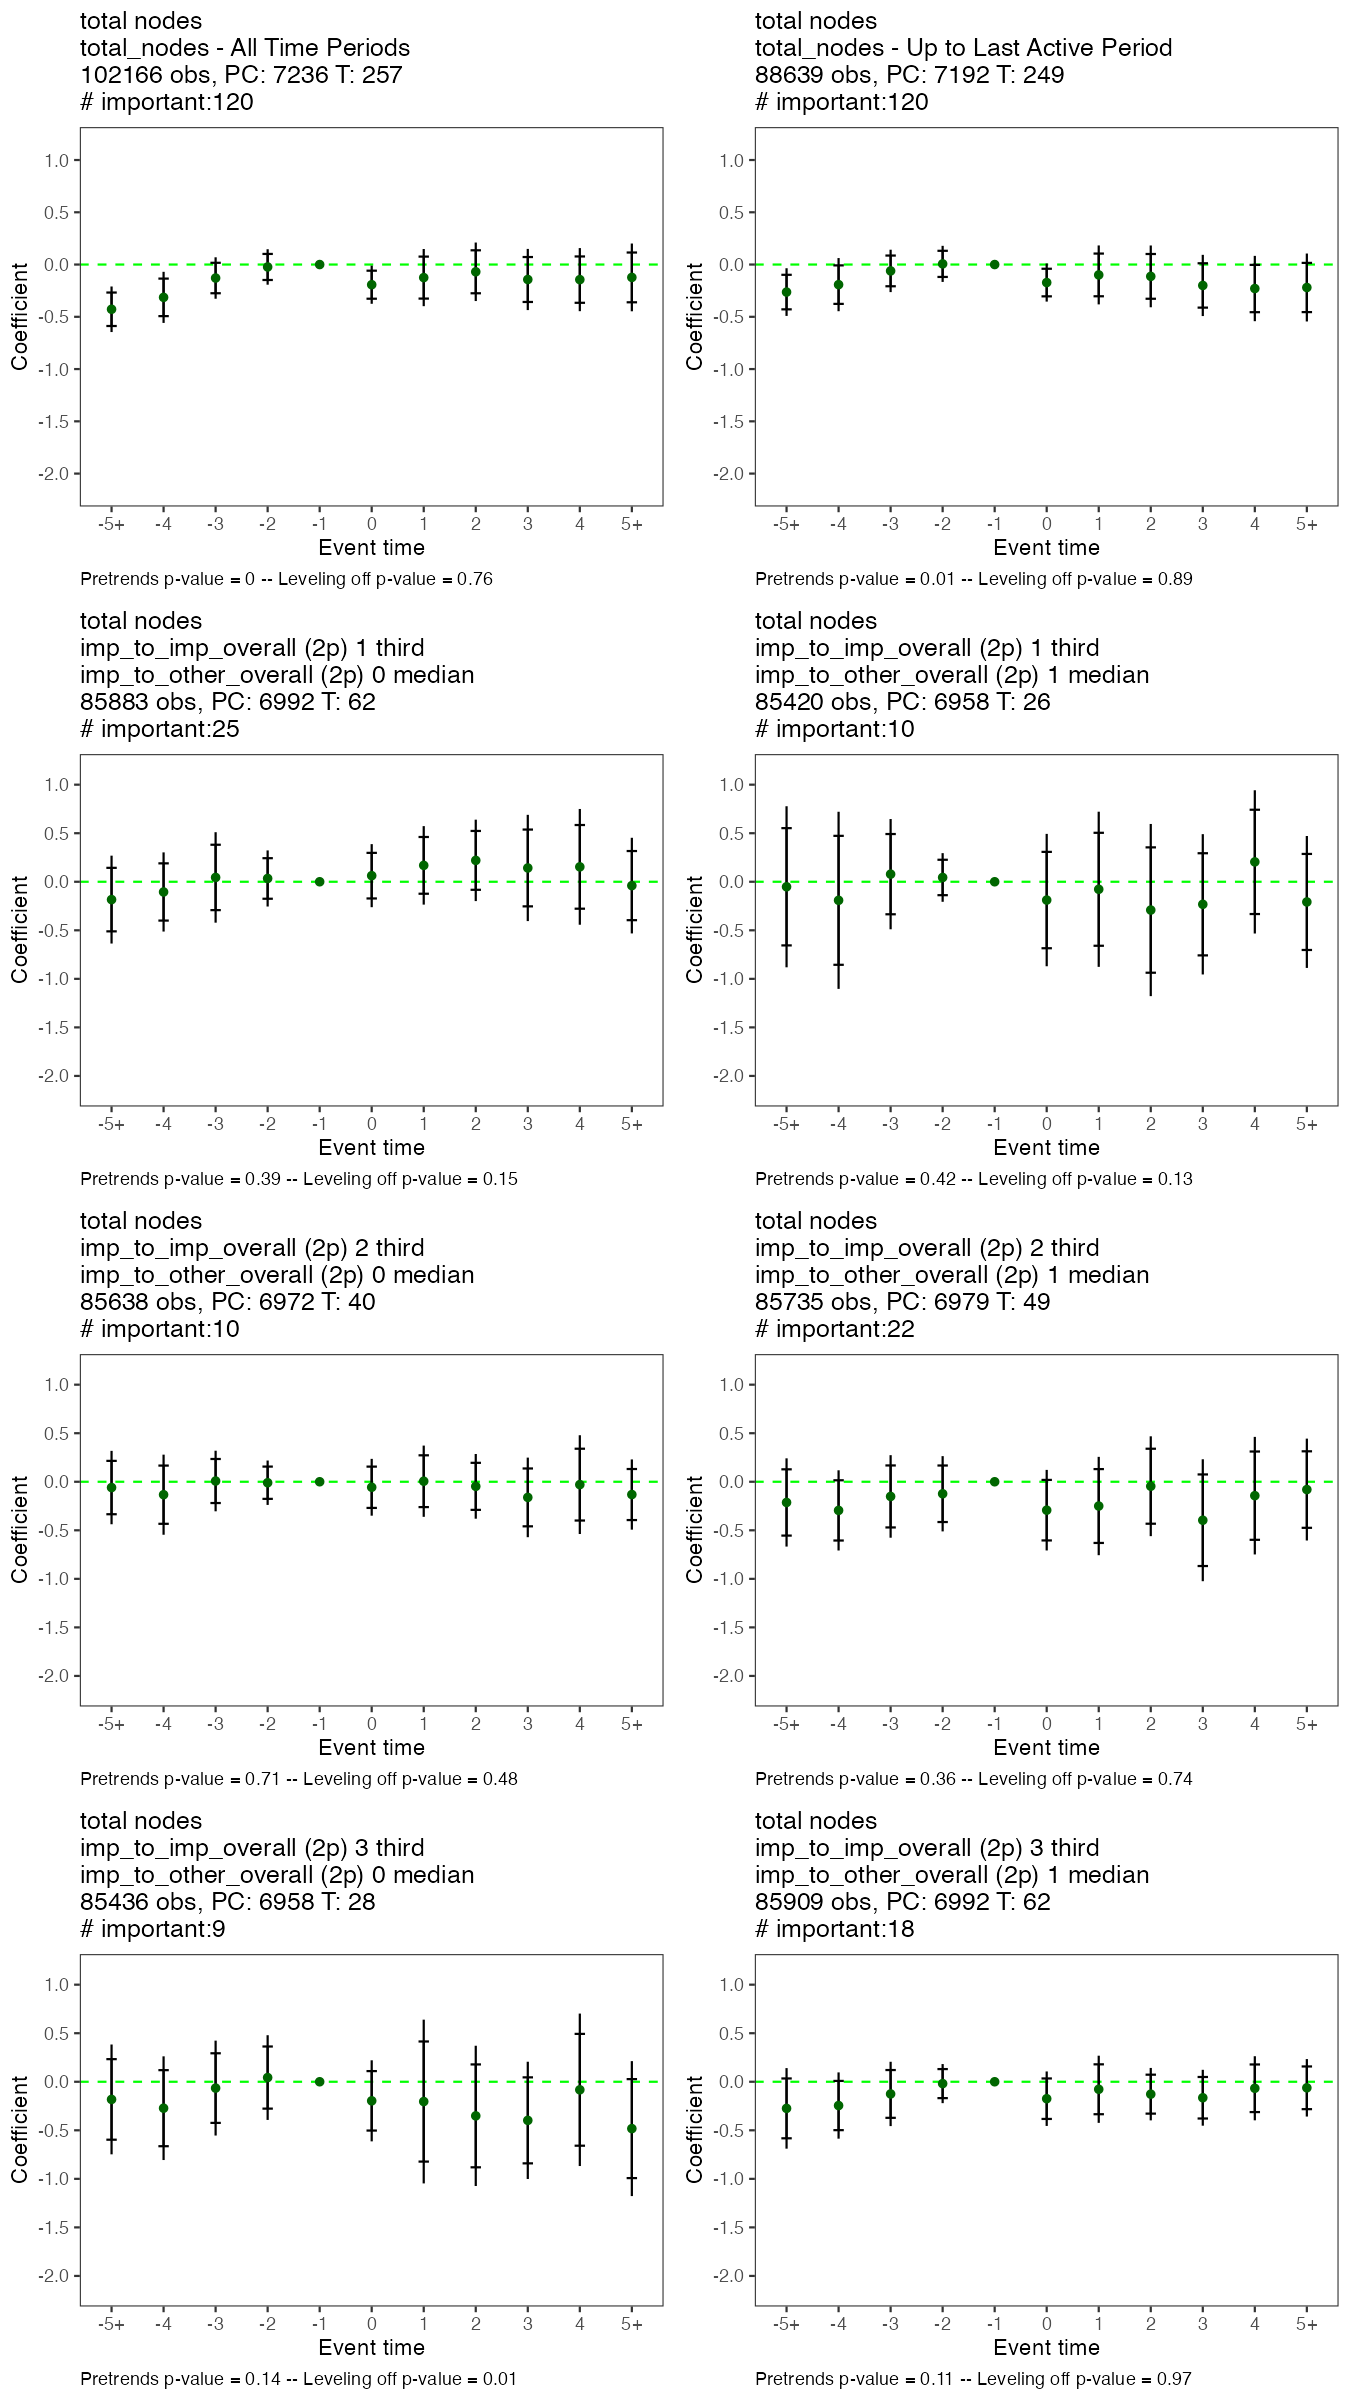 total nodes
total_nodes - All Time Periods
102166 obs, PC: 7236 T: 257
# important:120
1.0
0.5
0.0
-0.5
-1.0
-1.5
-2.0
Coefficient
-5+ -4 -3 -2 -1 0 1 2 3 4 5+
Event time
Pretrends p-value = 0 -- Leveling off p-value = 0.76
total nodes
total_nodes - Up to Last Active Period
88639 obs, PC: 7192 T: 249
# important:120
1.0
0.5
0.0
-0.5
-1.0
-1.5
-2.0
Coefficient
-5+ -4 -3 -2 -1 0 1 2 3 4 5+
Event time
Pretrends p-value = 0.01 -- Leveling off p-value = 0.89
total nodes
imp_to_imp_overall (2p) 1 third
imp_to_other_overall (2p) 0 median
85883 obs, PC: 6992 T: 62
# important:25
1.0
0.5
0.0
-0.5
-1.0
-1.5
-2.0
Coefficient
-5+ -4 -3 -2 -1 0 1 2 3 4 5+
Event time
Pretrends p-value = 0.39 -- Leveling off p-value = 0.15
total nodes
imp_to_imp_overall (2p) 1 third
imp_to_other_overall (2p) 1 median
85420 obs, PC: 6958 T: 26
# important:10
1.0
0.5
0.0
-0.5
-1.0
-1.5
-2.0
Coefficient
-5+ -4 -3 -2 -1 0 1 2 3 4 5+
Event time
Pretrends p-value = 0.42 -- Leveling off p-value = 0.13
total nodes
imp_to_imp_overall (2p) 2 third
imp_to_other_overall (2p) 0 median
85638 obs, PC: 6972 T: 40
# important:10
1.0
0.5
0.0
-0.5
-1.0
-1.5
-2.0
Coefficient
-5+ -4 -3 -2 -1 0 1 2 3 4 5+
Event time
Pretrends p-value = 0.71 -- Leveling off p-value = 0.48
total nodes
imp_to_imp_overall (2p) 2 third
imp_to_other_overall (2p) 1 median
85735 obs, PC: 6979 T: 49
# important:22
1.0
0.5
0.0
-0.5
-1.0
-1.5
-2.0
Coefficient
-5+ -4 -3 -2 -1 0 1 2 3 4 5+
Event time
Pretrends p-value = 0.36 -- Leveling off p-value = 0.74
total nodes
imp_to_imp_overall (2p) 3 third
imp_to_other_overall (2p) 0 median
85436 obs, PC: 6958 T: 28
# important:9
1.0
0.5
0.0
-0.5
-1.0
-1.5
-2.0
Coefficient
-5+ -4 -3 -2 -1 0 1 2 3 4 5+
Event time
Pretrends p-value = 0.14 -- Leveling off p-value = 0.01
total nodes
imp_to_imp_overall (2p) 3 third
imp_to_other_overall (2p) 1 median
85909 obs, PC: 6992 T: 62
# important:18
1.0
0.5
0.0
-0.5
-1.0
-1.5
-2.0
Coefficient
-5+ -4 -3 -2 -1 0 1 2 3 4 5+
Event time
Pretrends p-value = 0.11 -- Leveling off p-value = 0.97